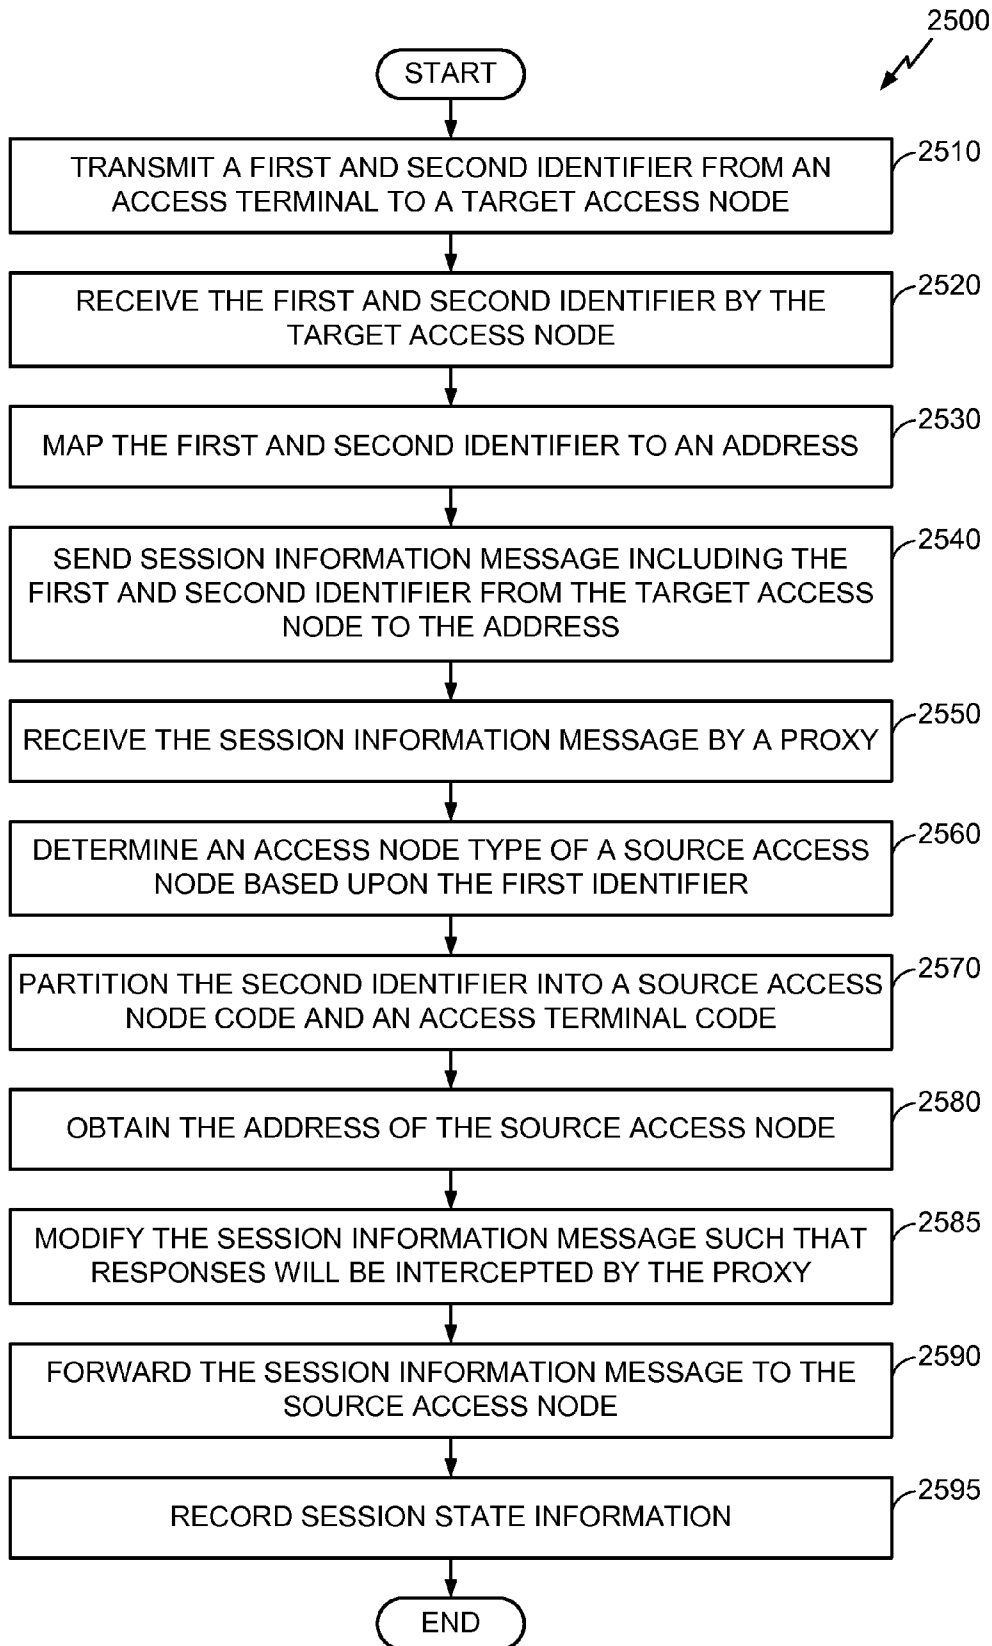 2500
START
TRANSMIT A FIRST AND SECOND IDENTIFIER FROM AN
ACCESS TERMINAL TO A TARGET ACCESS NODE
2510
RECEIVE THE FIRST AND SECOND IDENTIFIER BY THE
TARGET ACCESS NODE
2520
MAP THE FIRST AND SECOND IDENTIFIER TO AN ADDRESS
2530
SEND SESSION INFORMATION MESSAGE INCLUDING THE
FIRST AND SECOND IDENTIFIER FROM THE TARGET ACCESS
NODE TO THE ADDRESS
2540
RECEIVE THE SESSION INFORMATION MESSAGE BY A PROXY
2550
DETERMINE AN ACCESS NODE TYPE OF A SOURCE ACCESS
NODE BASED UPON THE FIRST IDENTIFIER
2560
PARTITION THE SECOND IDENTIFIER INTO A SOURCE ACCESS
NODE CODE AND AN ACCESS TERMINAL CODE
2570
OBTAIN THE ADDRESS OF THE SOURCE ACCESS NODE
2580
MODIFY THE SESSION INFORMATION MESSAGE SUCH THAT
RESPONSES WILL BE INTERCEPTED BY THE PROXY
2585
FORWARD THE SESSION INFORMATION MESSAGE TO THE
SOURCE ACCESS NODE
2590
RECORD SESSION STATE INFORMATION
2595
END